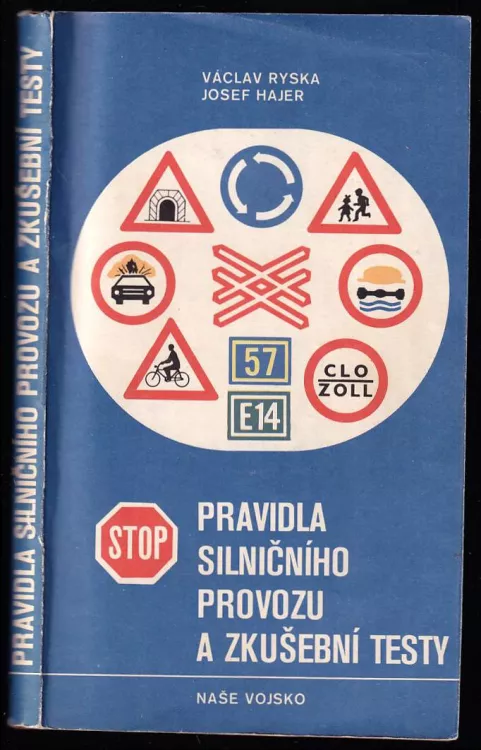 PRAVIDLA SILNIČNÍHO PROVOZU A ZKUŠEBNÍ TESTY
VÁCLAV RYSKA
JOSEF HAJER
57
E14
CLO
ZOLL
STOP
PRAVIDLA
SILNIČNÍHO
PROVOZU
A ZKUŠEBNÍ TESTY
NAŠE VOJSKO